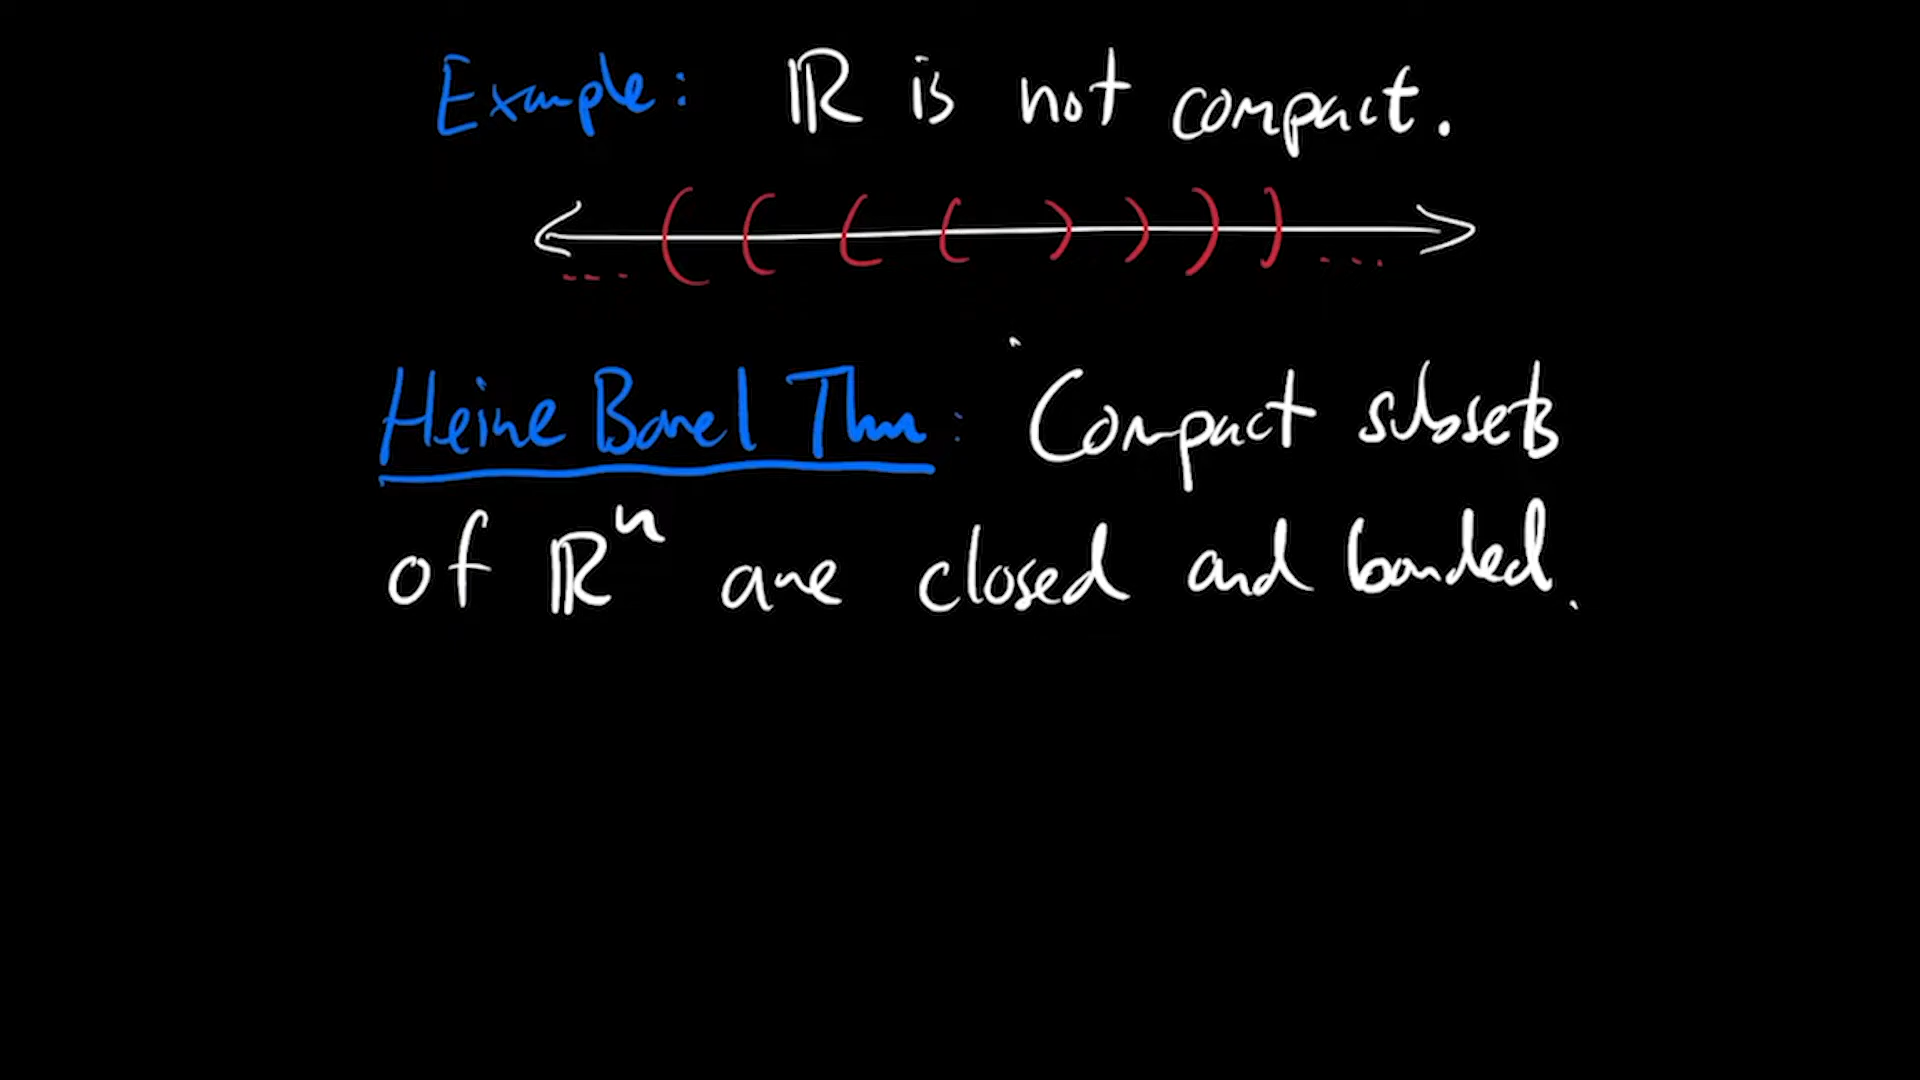 Example: ℝ is not compact.
( ( ( ( ) ) ) )
... ...
Heine Borel Thm: Compact subsets
of ℝⁿ are closed and bounded.